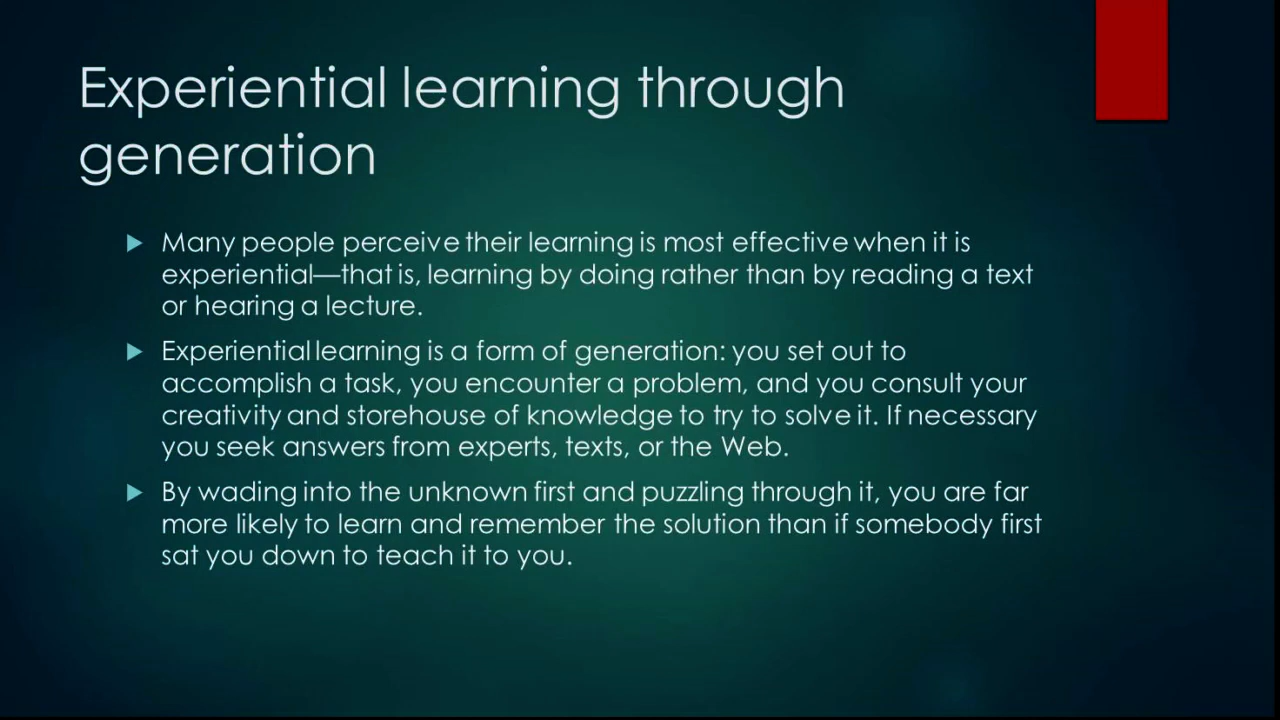 Experiential learning through
generation
Many people perceive their learning is most effective when it is
experiential—that is, learning by doing rather than by reading a text
or hearing a lecture.
Experiential learning is a form of generation: you set out to
accomplish a task, you encounter a problem, and you consult your
creativity and storehouse of knowledge to try to solve it. If necessary
you seek answers from experts, texts, or the Web.
By wading into the unknown first and puzzling through it, you are far
more likely to learn and remember the solution than if somebody first
sat you down to teach it to you.